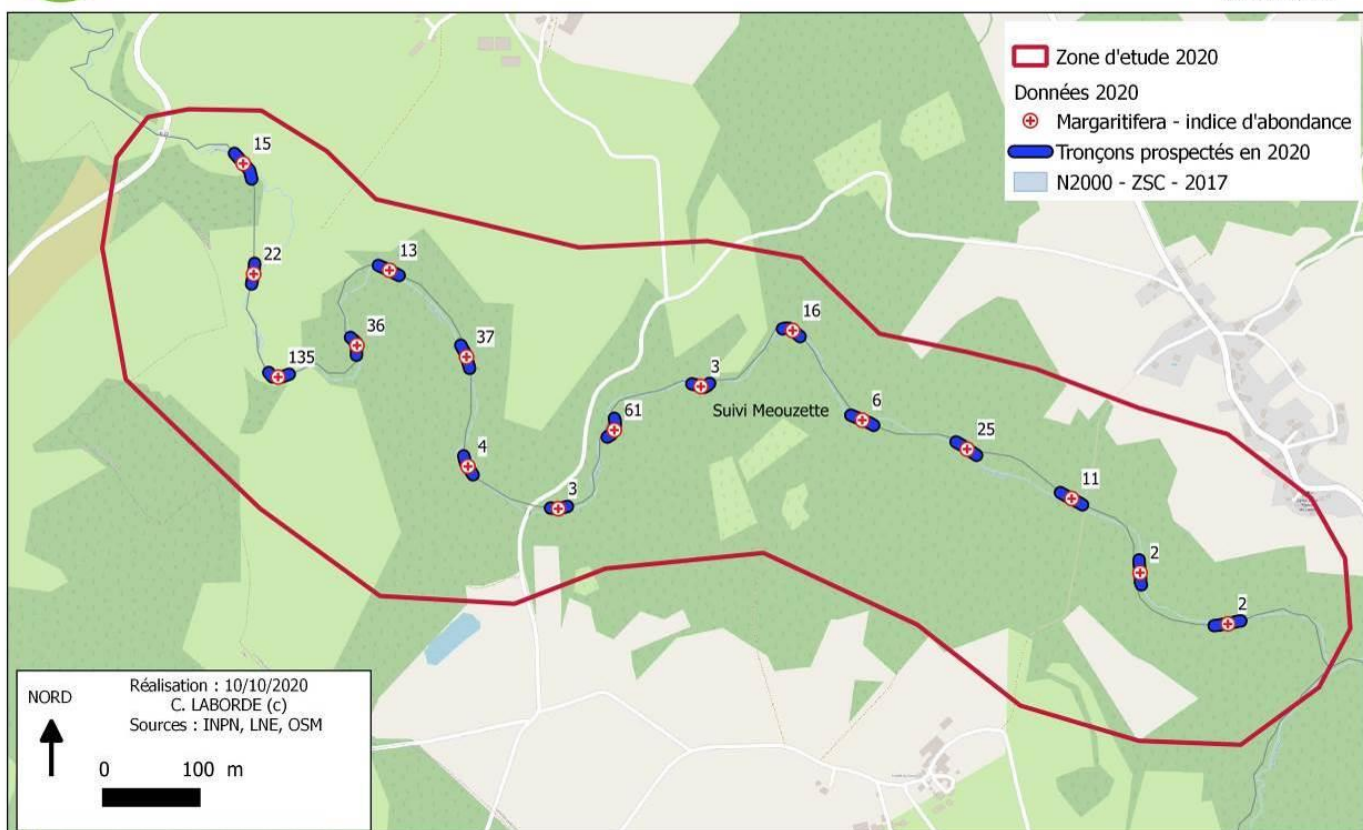 Zone d'etude 2020
Données 2020
Margaritifera - indice d'abondance
Tronçons prospectés en 2020
N2000 - ZSC - 2017
15
22
13
36
135
37
4
3
61
3
16
Suivi Meouzette
6
25
11
2
2
NORD
Réalisation : 10/10/2020
C. LABORDE (c)
Sources : INPN, LNE, OSM
0 100 m